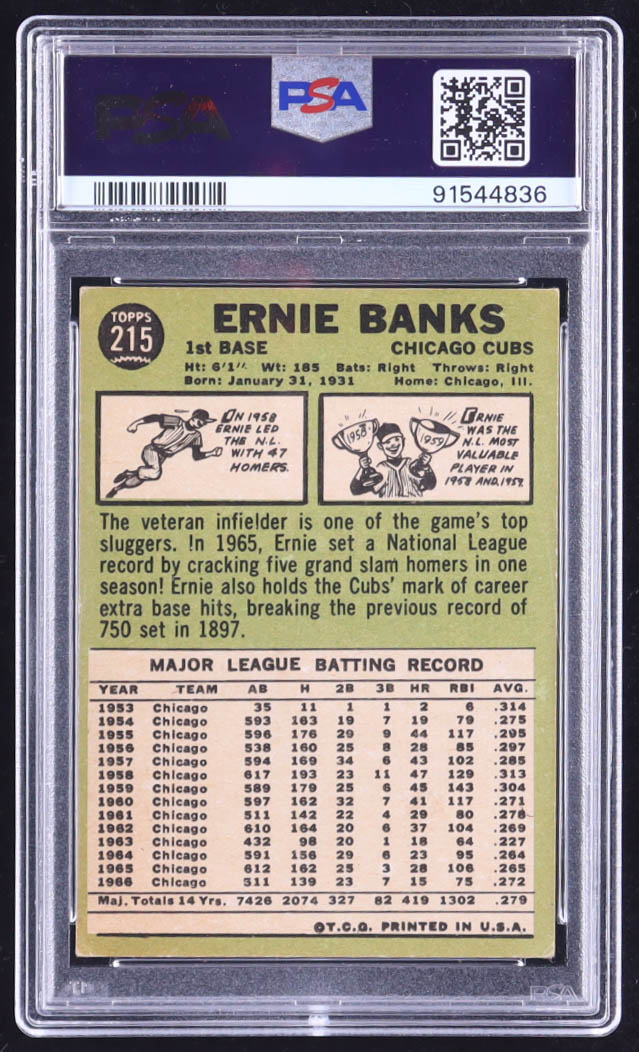 PSA
PSA
91544836
TOPPS
215
ERNIE BANKS
1st BASE CHICAGO CUBS
Ht: 6'1". Wt: 185 Bats: Right Throws: Right
Born: January 31, 1931 Home: Chicago, Ill.
IN 1958
ERNIE LED
THE N.L.
WITH 47
HOMERS.
1958
1959
ERNIE
WAS THE
N.L. MOST
VALUABLE
PLAYER IN
1958 AND 1959.
The veteran infielder is one of the game's top
sluggers. In 1965, Ernie set a National League
record by cracking five grand slam homers in one
season! Ernie also holds the Cubs' mark of career
extra base hits, breaking the previous record of
750 set in 1897.
MAJOR LEAGUE BATTING RECORD
YEAR TEAM AB H 2B 3B HR RBI AVG.
1953 Chicago 35 11 1 1 2 6 .314
1954 Chicago 593 163 19 7 19 79 .275
1955 Chicago 596 176 29 9 44 117 .295
1956 Chicago 538 160 25 8 28 85 .297
1957 Chicago 594 169 34 6 43 102 .285
1958 Chicago 617 193 23 11 47 129 .313
1959 Chicago 589 179 25 6 45 143 .304
1960 Chicago 597 162 32 7 41 117 .271
1961 Chicago 511 142 22 4 29 80 .278
1962 Chicago 610 164 20 6 37 104 .269
1963 Chicago 432 98 20 1 18 64 .227
1964 Chicago 591 156 29 6 23 95 .264
1965 Chicago 612 162 25 3 28 106 .265
1966 Chicago 511 139 23 7 15 75 .272
Maj. Totals 14 Yrs. 7426 2074 327 82 419 1302 .279
©T.C.G. PRINTED IN U.S.A.
PSA